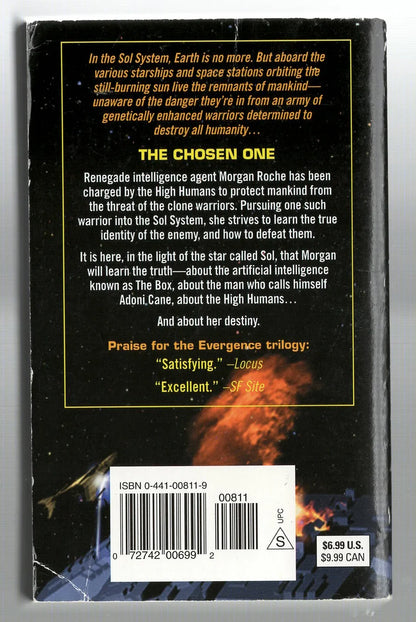 In the Sol System, Earth is no more. But aboard the
various starships and space stations orbiting the
still-burning sun live the remnants of mankind—
unaware of the danger they're in from an army of
genetically enhanced warriors determined to
destroy all humanity…
THE CHOSEN ONE
Renegade intelligence agent Morgan Roche has been
charged by the High Humans to protect mankind from
the threat of the clone warriors. Pursuing one such
warrior into the Sol System, she strives to learn the true
identity of the enemy, and how to defeat them.
It is here, in the light of the star called Sol, that Morgan
will learn the truth—about the artificial intelligence
known as The Box, about the man who calls himself
Adoni Cane, about the High Humans…
And about her destiny.
Praise for the Evergence trilogy:
"Satisfying." —Locus
"Excellent." —SF Site
ISBN 0-441-00811-9
00811
0 72742 00699 2
S UPC
$6.99 U.S.
$9.99 CAN